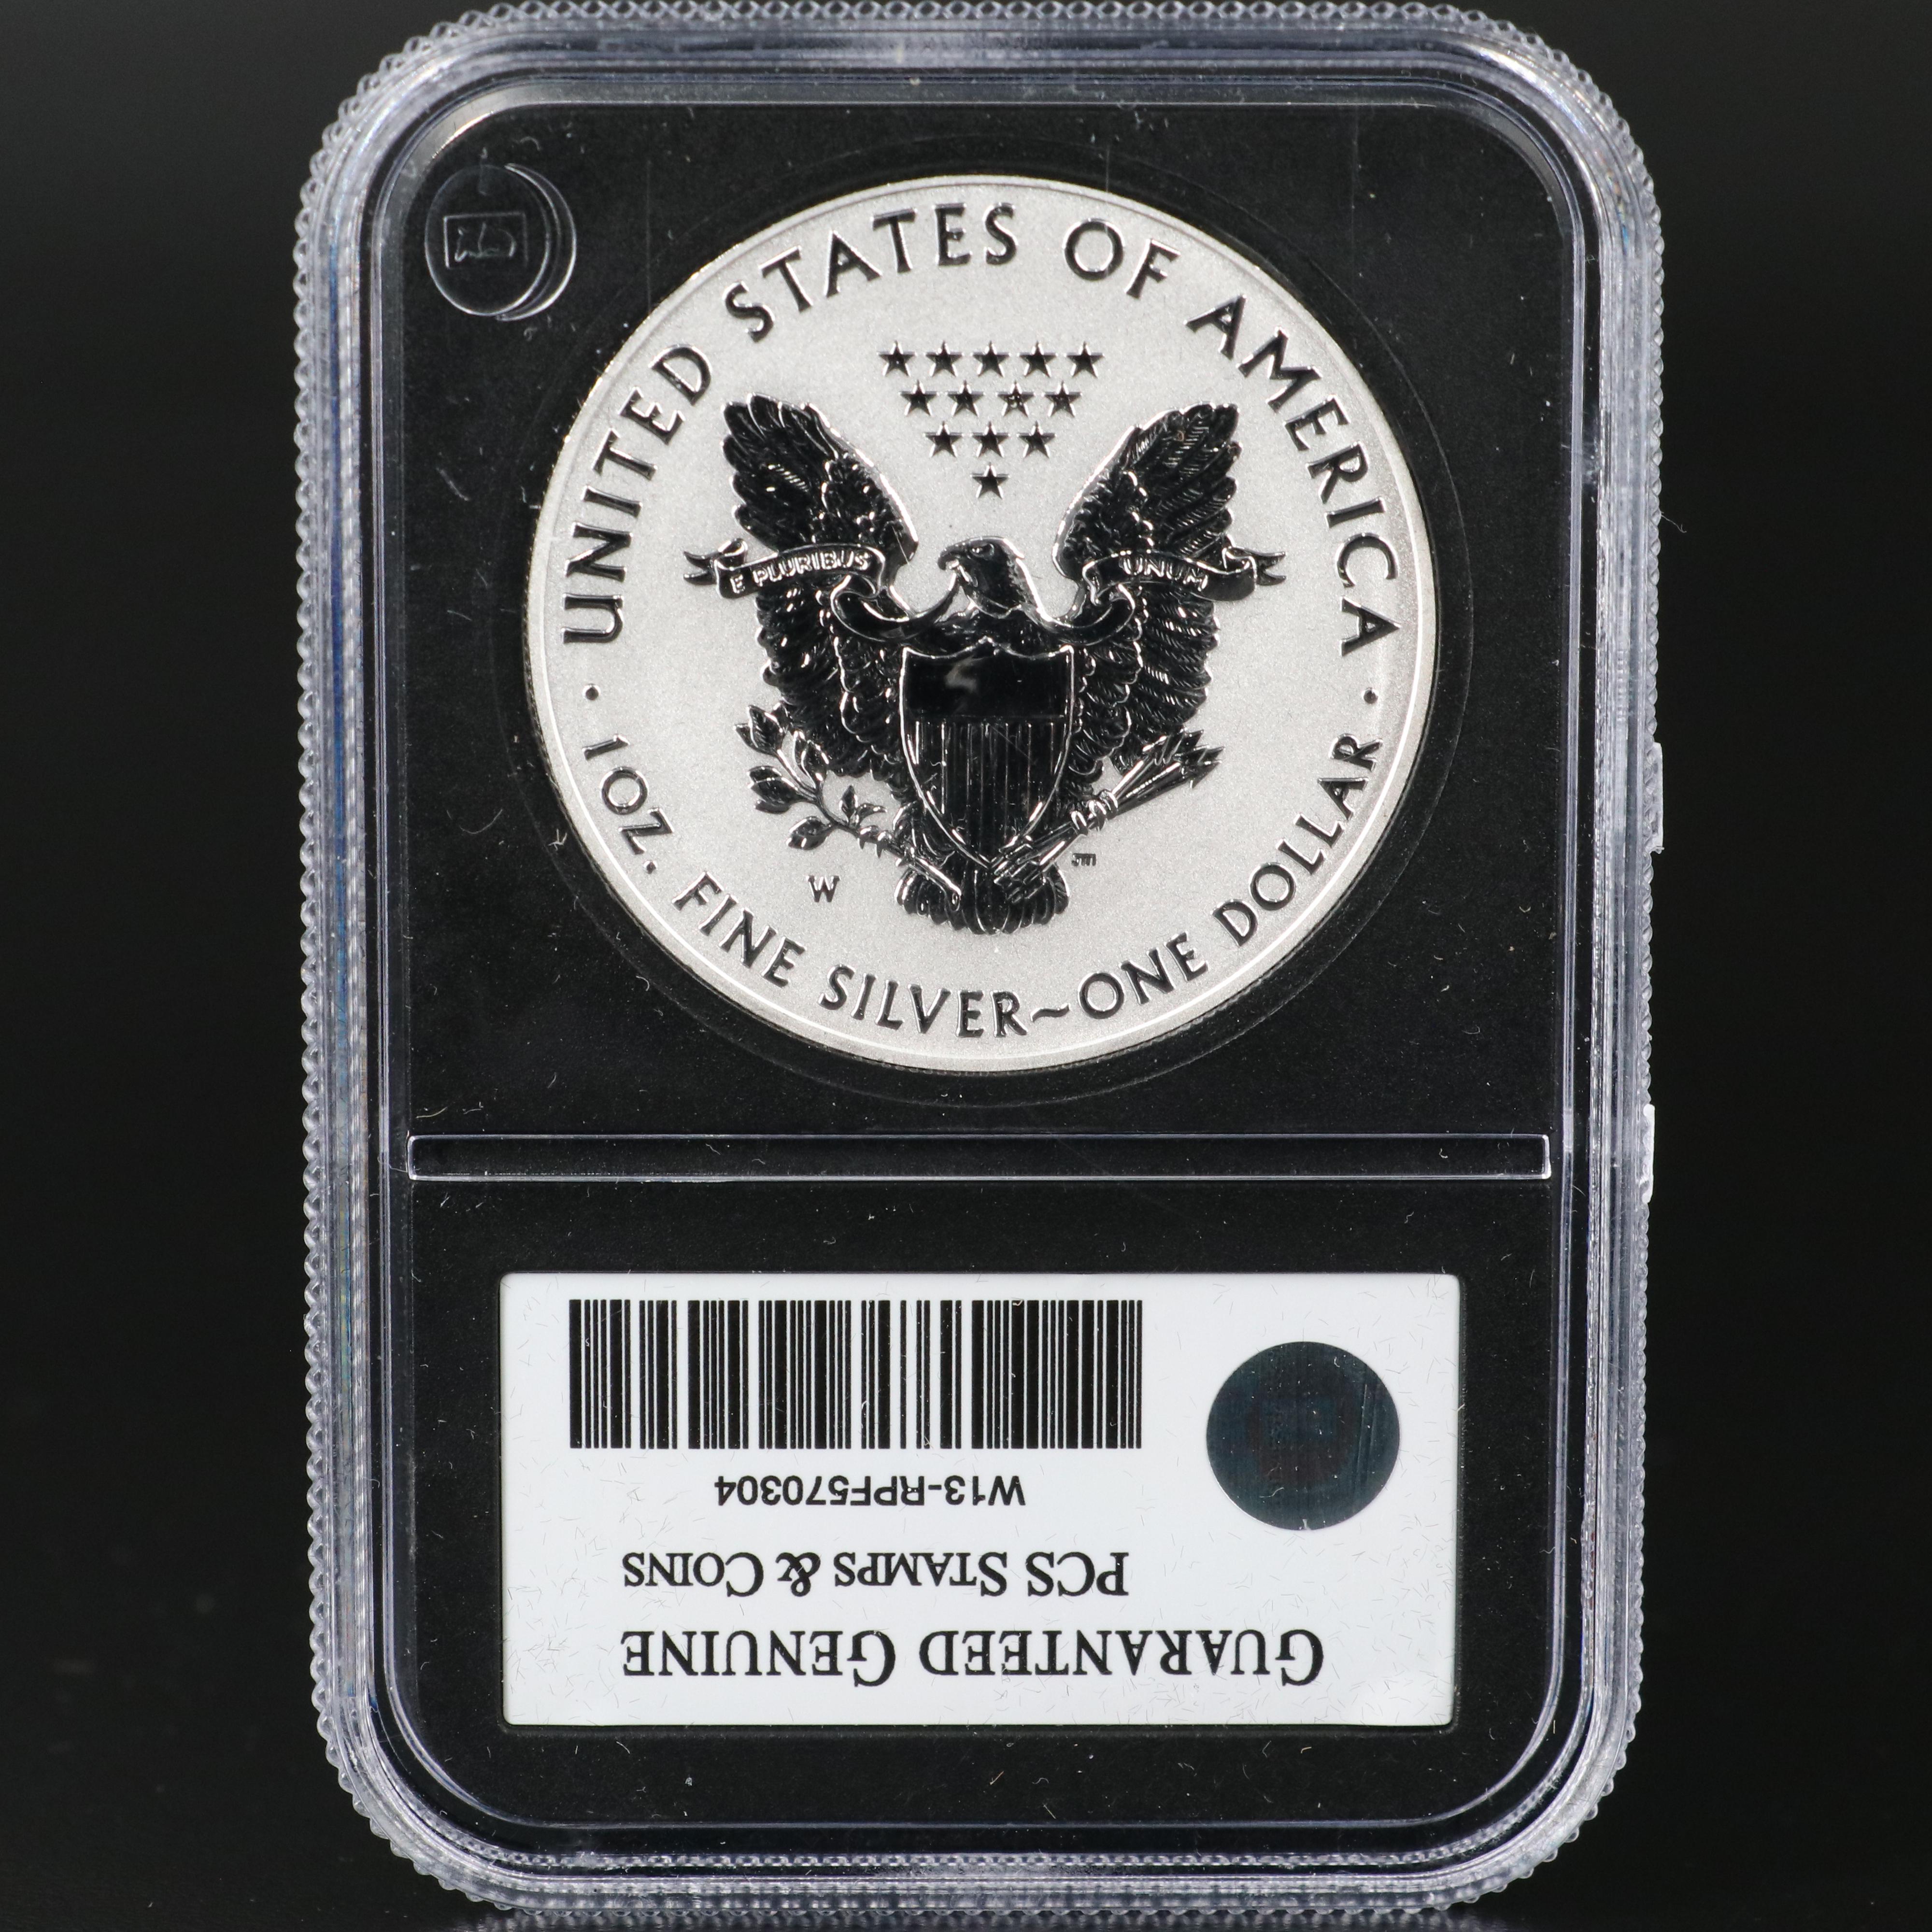 UNITED STATES OF AMERICA
E PLURIBUS UNUM
W
JM
· 1 OZ. FINE SILVER~ONE DOLLAR ·
GUARANTEED GENUINE
PCS STAMPS & COINS
W13-RPF570304